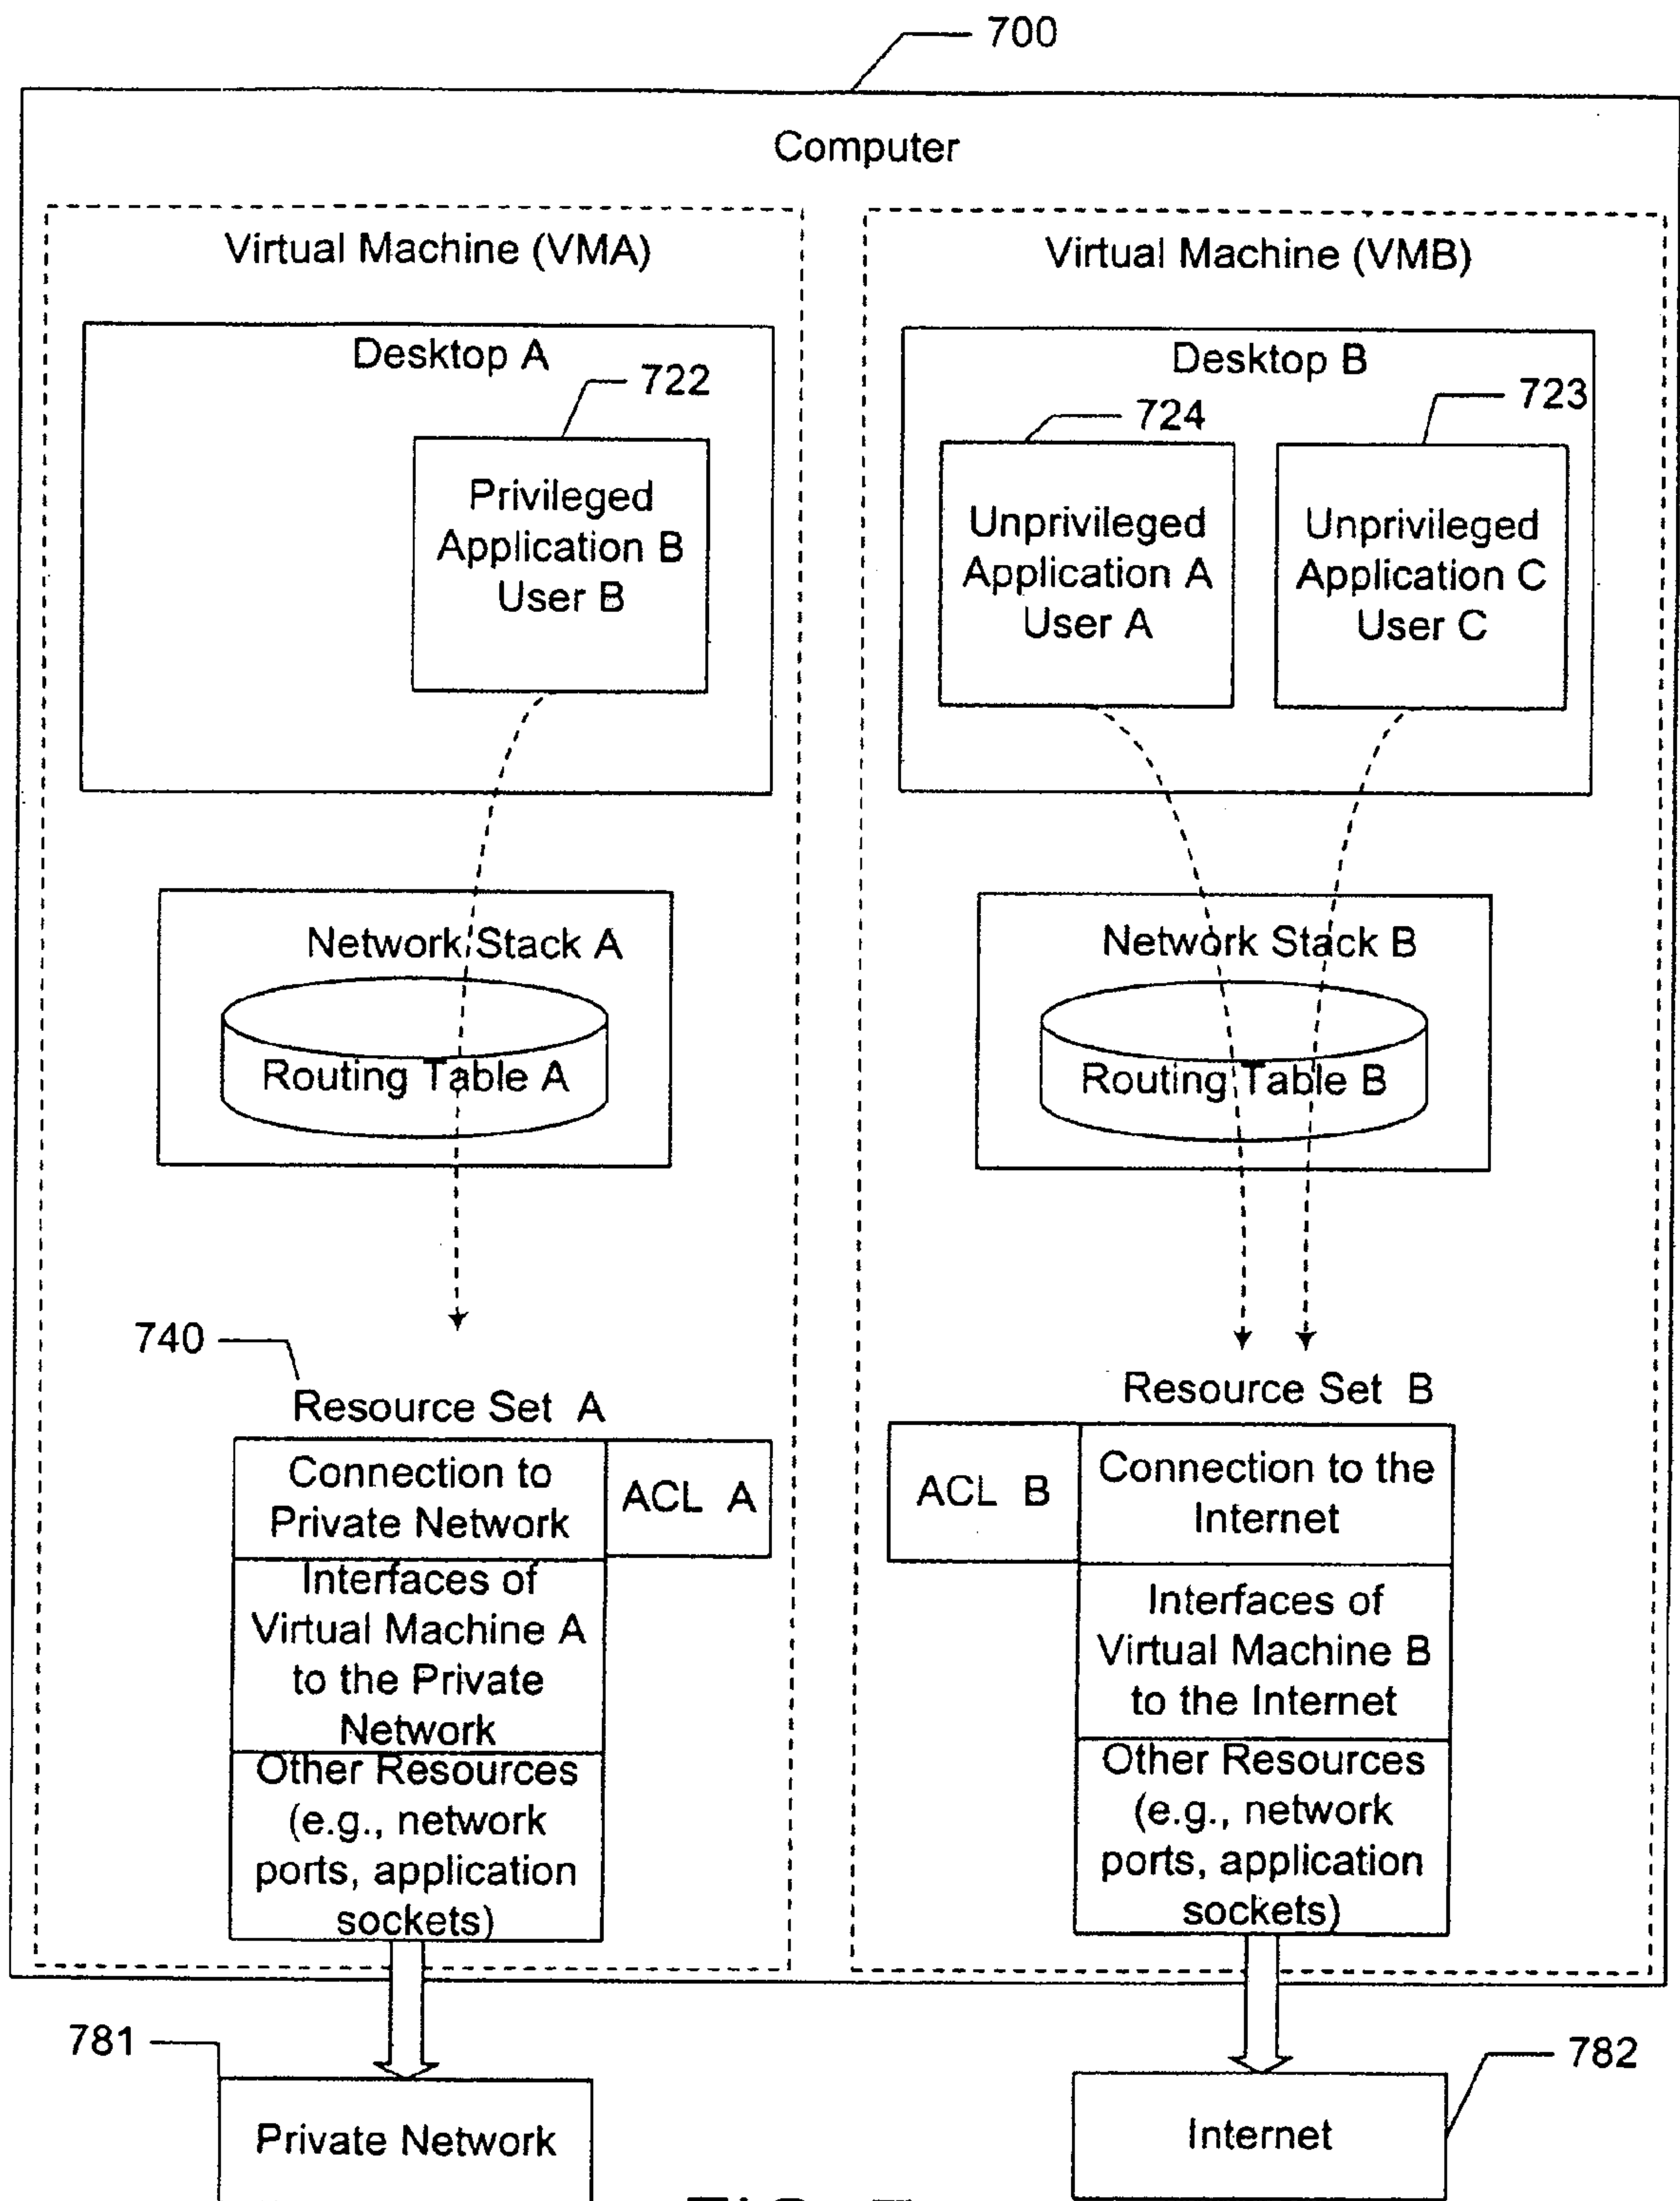 700
Computer
Virtual Machine (VMA)
Desktop A
722
Privileged
Application B
User B
Network Stack A
Routing Table A
740
Resource Set A
Connection to
Private Network
ACL A
Interfaces of
Virtual Machine A
to the Private
Network
Other Resources
(e.g., network
ports, application
sockets)
781
Private Network
Virtual Machine (VMB)
Desktop B
724
723
Unprivileged
Application A
User A
Unprivileged
Application C
User C
Network Stack B
Routing Table B
Resource Set B
ACL B
Connection to the
Internet
Interfaces of
Virtual Machine B
to the Internet
Other Resources
(e.g., network
ports, application
sockets)
782
Internet